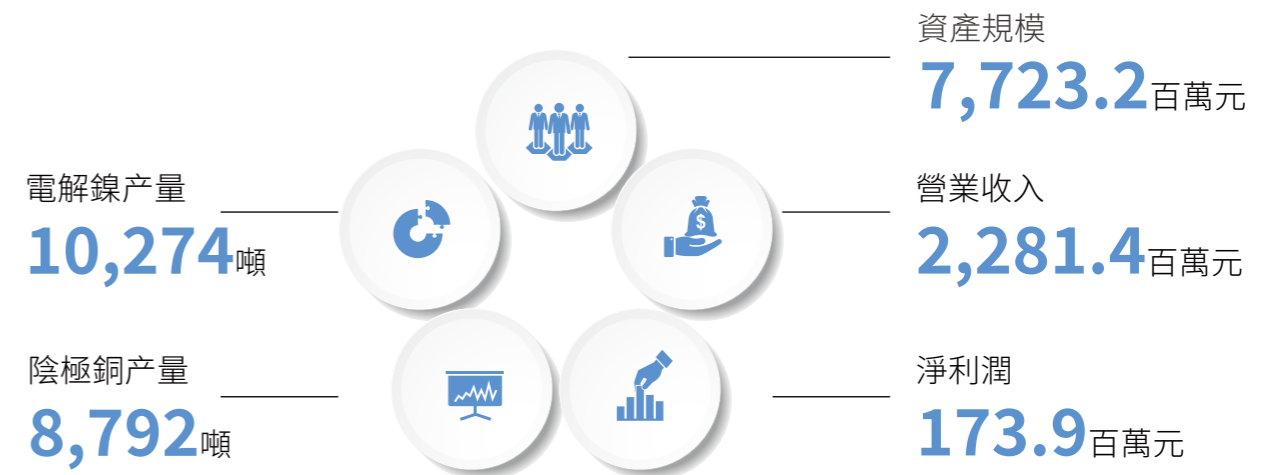 資產規模
7,723.2百萬元
電解鎳产量
10,274噸
營業收入
2,281.4百萬元
$
陰極銅产量
8,792噸
淨利潤
173.9百萬元